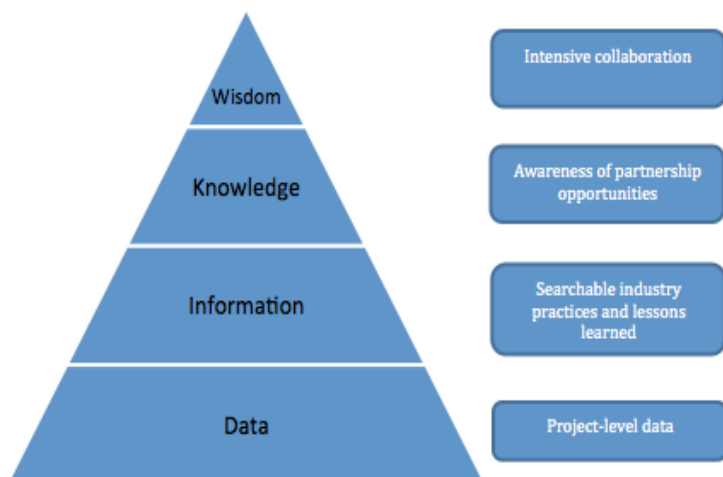 Wisdom
Intensive collaboration
Knowledge
Awareness of partnership
opportunities
Information
Searchable industry
practices and lessons
learned
Data
Project-level data